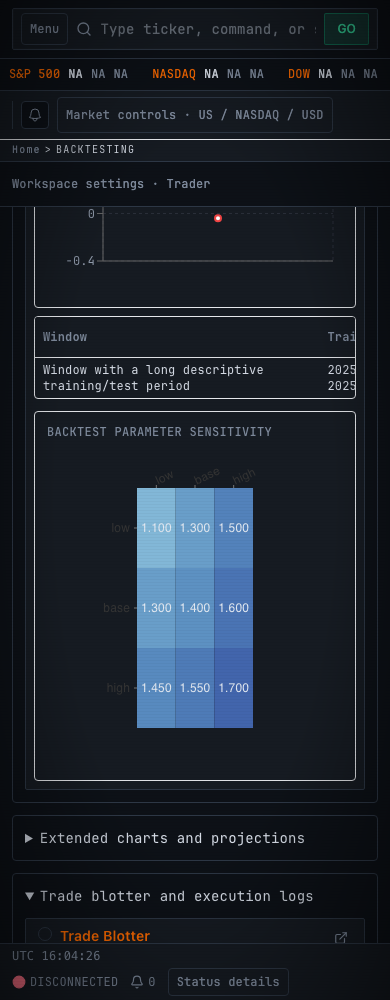 Menu Type ticker, command, or GO
S&P 500 NA NA NA NASDAQ NA NA NA DOW NA NA NA
Market controls · US / NASDAQ / USD
Home > BACKTESTING
Workspace settings · Trader
0
-0.4
Window Trai
Window with a long descriptive 2025
training/test period 2025
BACKTEST PARAMETER SENSITIVITY
low base high
low 1.100 1.300 1.500
base 1.300 1.400 1.600
high 1.450 1.550 1.700
Extended charts and projections
Trade blotter and execution logs
Trade Blotter
UTC 16:04:26
DISCONNECTED 0 Status details